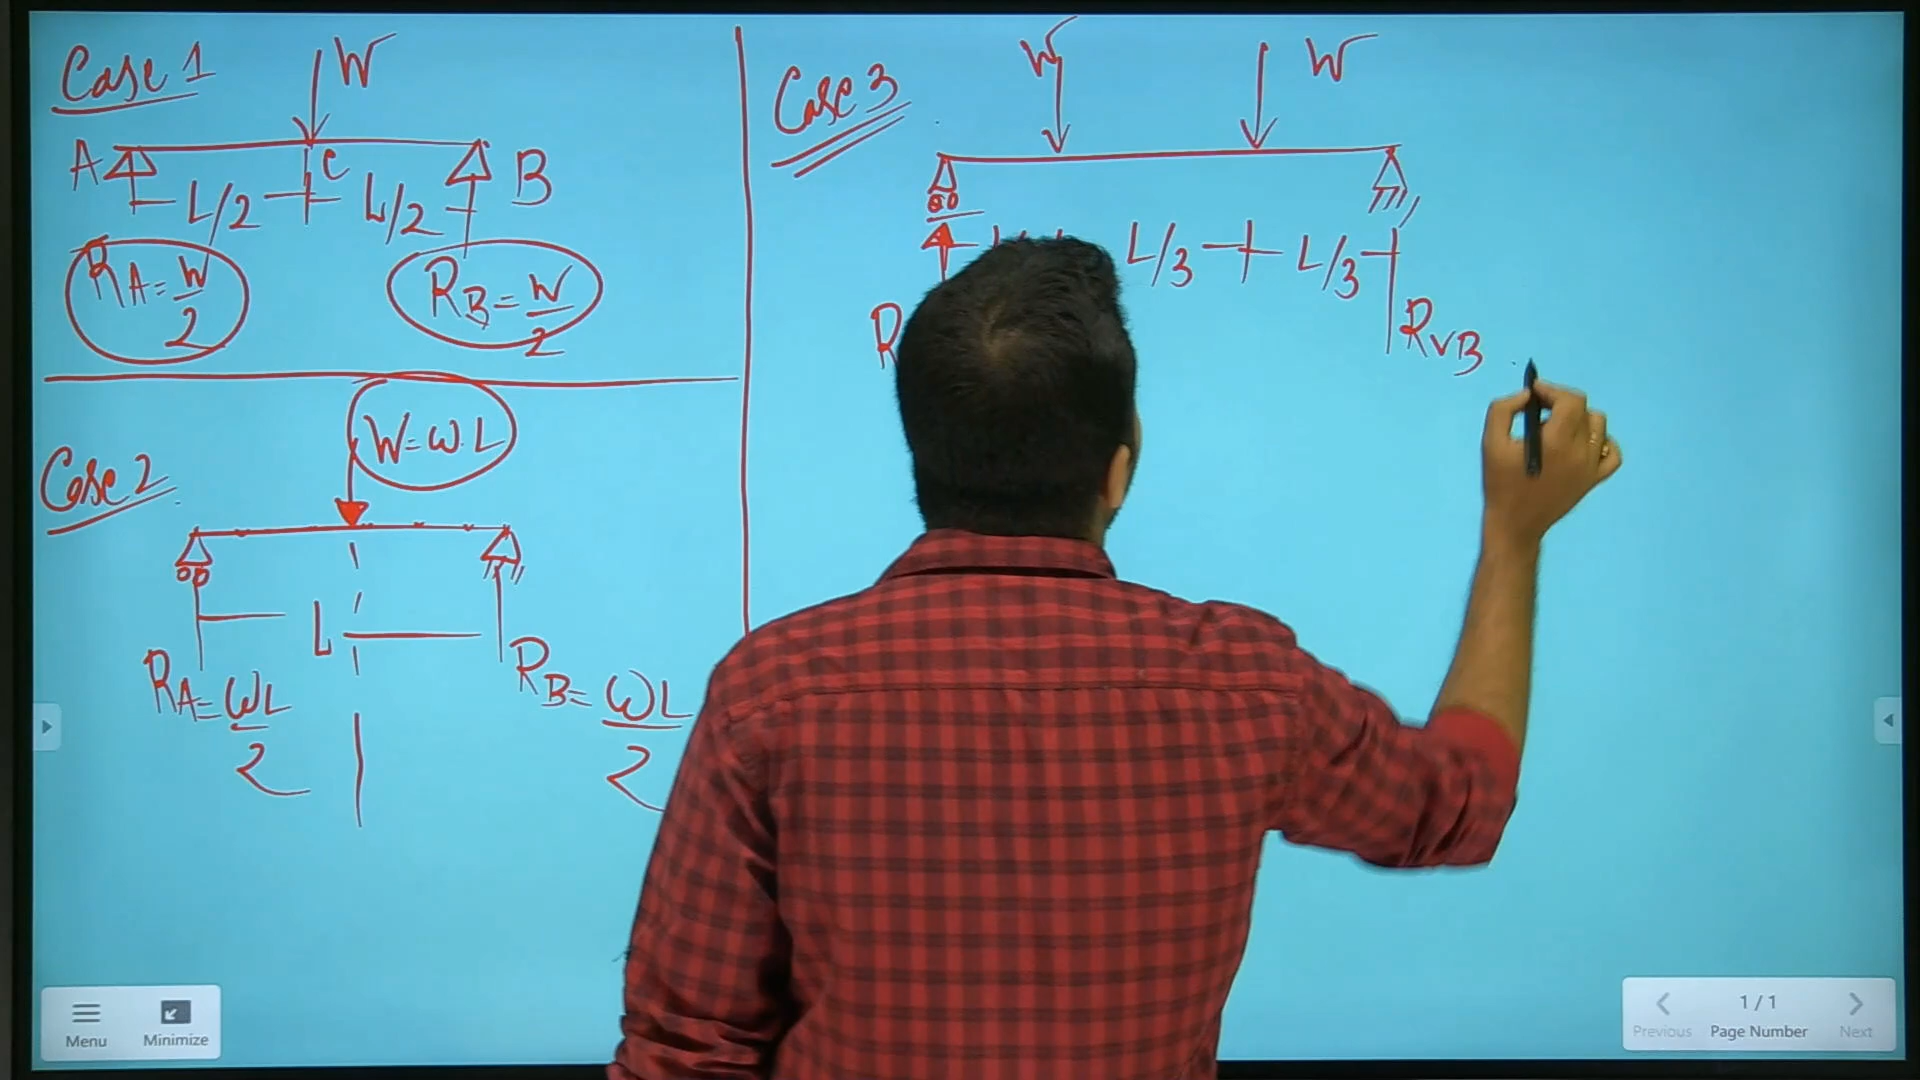 Case 1
W
A
C
B
L/2
L/2
RA = W/2
RB = W/2
W = ω.L
Case 2
L
RA = ωL/2
RB = ωL/2
Case 3
W
W
L/3
L/3
R
RVB
Menu
Minimize
1 / 1
Previous
Page Number
Next